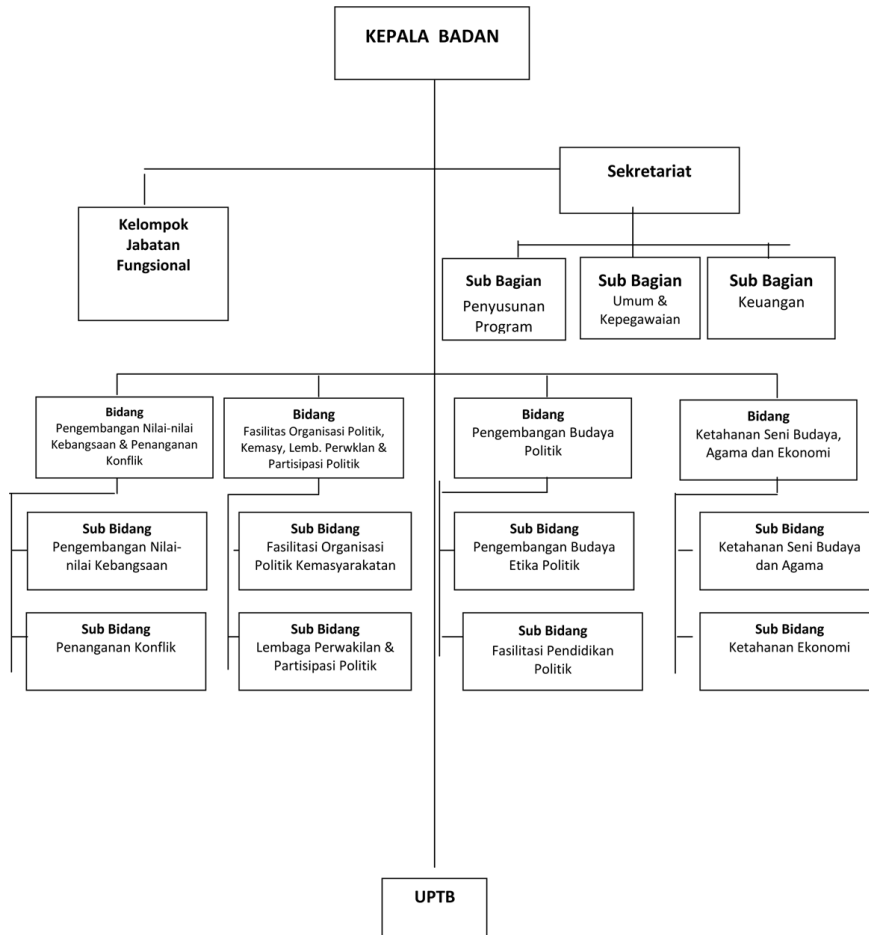 KEPALA BADAN
Sekretariat
Kelompok
Jabatan
Fungsional
Sub Bagian
Penyusunan
Program
Sub Bagian
Umum &
Kepegawaian
Sub Bagian
Keuangan
Bidang
Pengembangan Nilai-nilai
Kebangsaan & Penanganan
Konflik
Bidang
Fasilitas Organisasi Politik,
Kemasy, Lemb. Perwklan &
Partisipasi Politik
Bidang
Pengembangan Budaya
Politik
Bidang
Ketahanan Seni Budaya,
Agama dan Ekonomi
Sub Bidang
Pengembangan Nilai-
nilai Kebangsaan
Sub Bidang
Fasilitasi Organisasi
Politik Kemasyarakatan
Sub Bidang
Pengembangan Budaya
Etika Politik
Sub Bidang
Ketahanan Seni Budaya
dan Agama
Sub Bidang
Penanganan Konflik
Sub Bidang
Lembaga Perwakilan &
Partisipasi Politik
Sub Bidang
Fasilitasi Pendidikan
Politik
Sub Bidang
Ketahanan Ekonomi
UPTB